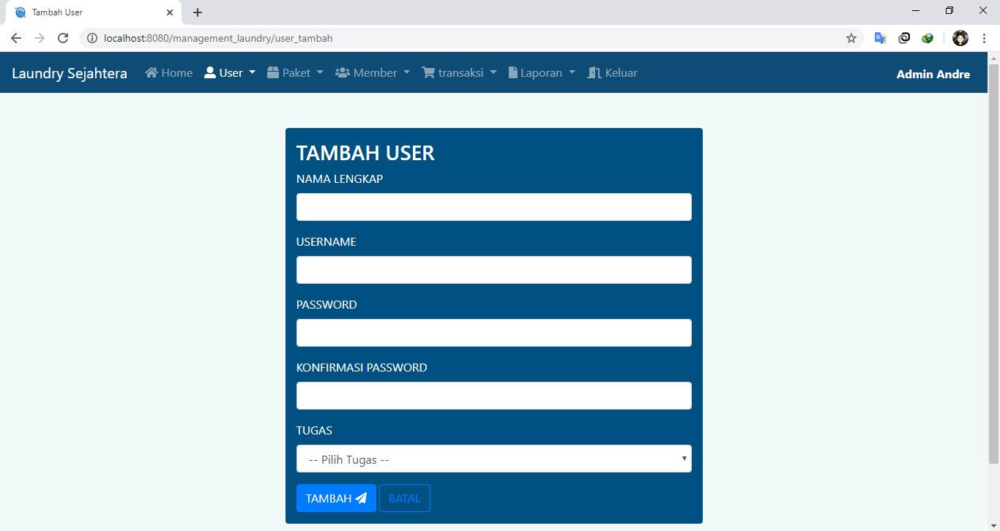 Tambah User
localhost:8080/management_laundry/user_tambah
Laundry Sejahtera Home User Paket Member transaksi Laporan Keluar Admin Andre
TAMBAH USER
NAMA LENGKAP
USERNAME
PASSWORD
KONFIRMASI PASSWORD
TUGAS
-- Pilih Tugas --
TAMBAH BATAL